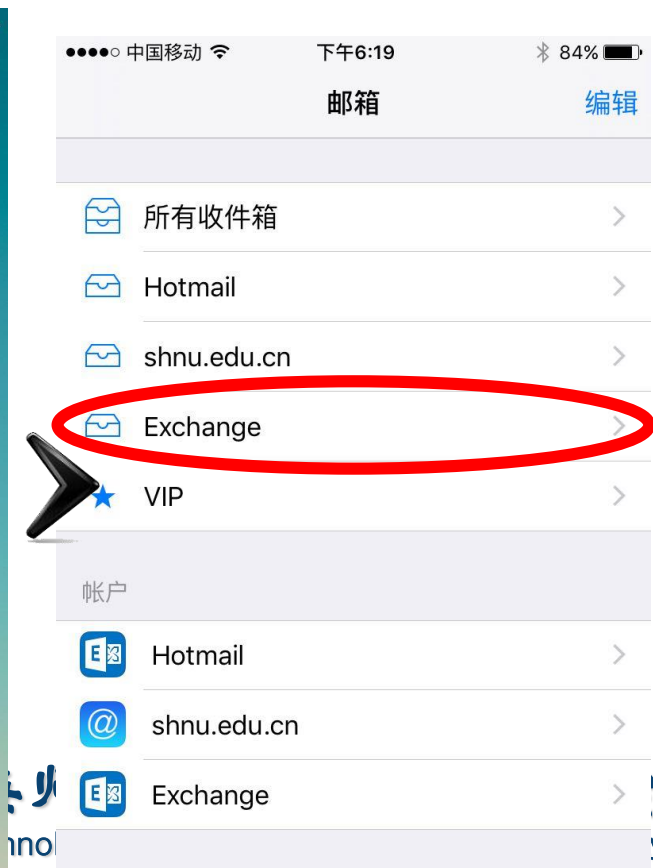 中国移动 下午6:19 84%
邮箱 编辑
所有收件箱
Hotmail
shnu.edu.cn
Exchange
VIP
帐户
Hotmail
shnu.edu.cn
Exchange